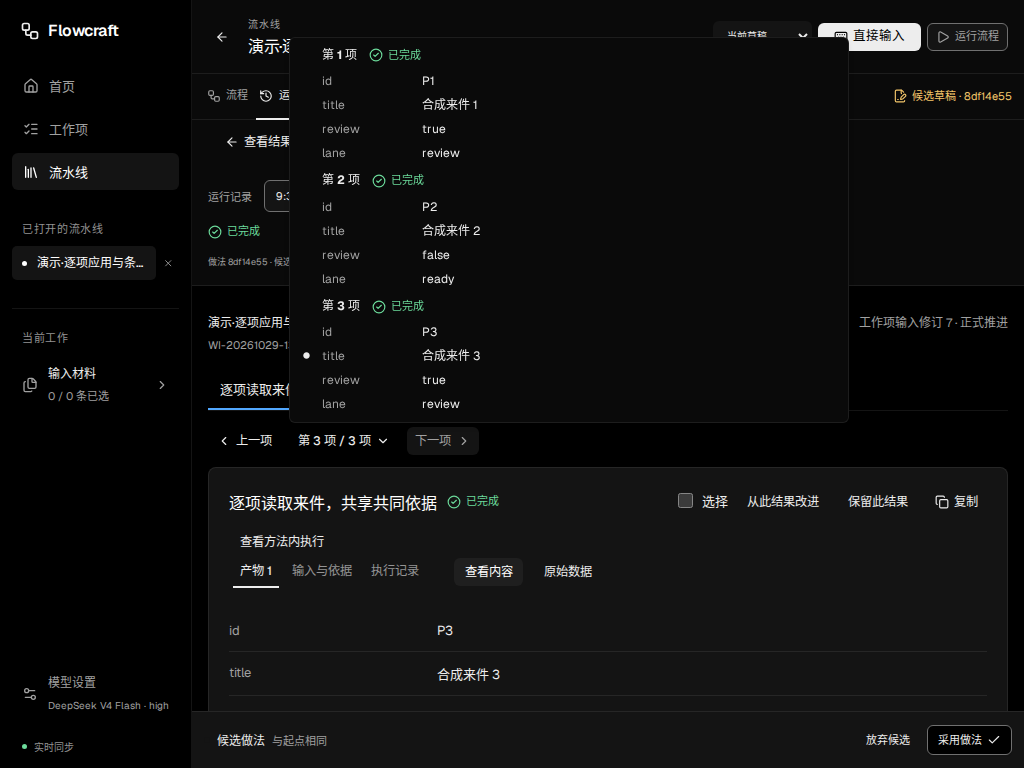 Flowcraft
首页
工作项
流水线
已打开的流水线
演示·逐项应用与条...
当前工作
输入材料
0 / 0 条已选
模型设置
DeepSeek V4 Flash · high
实时同步
流水线
演示·逐
当前草稿
直接输入
运行流程
流程
运
候选草稿 · 8df14e55
查看结果
运行记录
9:3
已完成
做法 8df14e55 · 候选
第 1 项 已完成
id P1
title 合成来件 1
review true
lane review
第 2 项 已完成
id P2
title 合成来件 2
review false
lane ready
第 3 项 已完成
id P3
title 合成来件 3
review true
lane review
演示·逐项应用与
工作项输入修订 7 · 正式推进
WI-20261029-1
逐项读取来件
上一项 第 3 项 / 3 项 下一项
逐项读取来件，共享共同依据 已完成
选择 从此结果改进 保留此结果 复制
查看方法内执行
产物 1 输入与依据 执行记录 查看内容 原始数据
id P3
title 合成来件 3
候选做法 与起点相同
放弃候选 采用做法